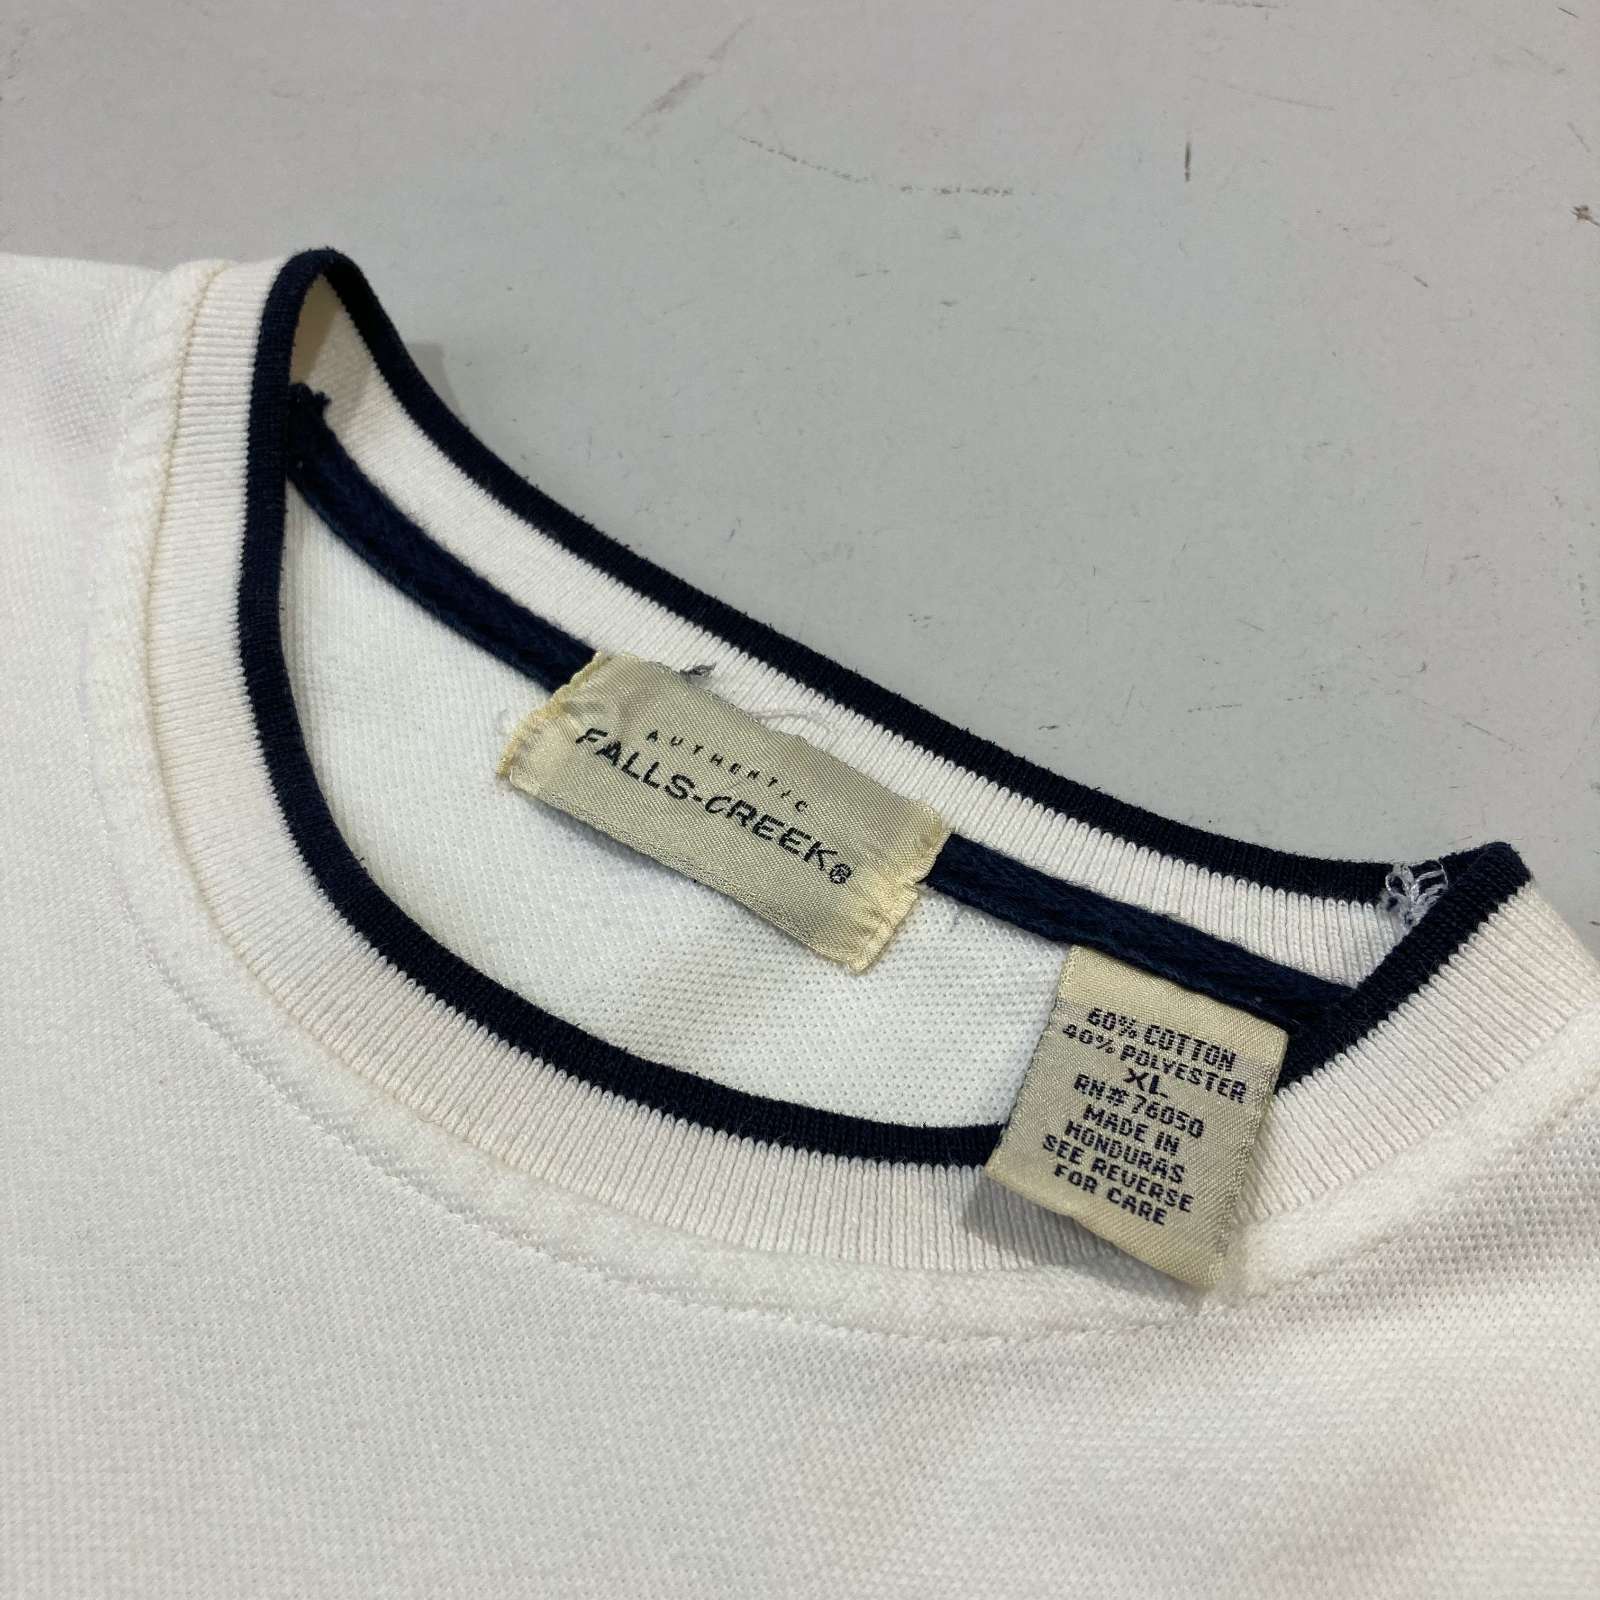 AUTHENTIC
FALLS-CREEK®
60% COTTON
40% POLYESTER
XL
RN# 76050
MADE IN
HONDURAS
SEE REVERSE
FOR CARE